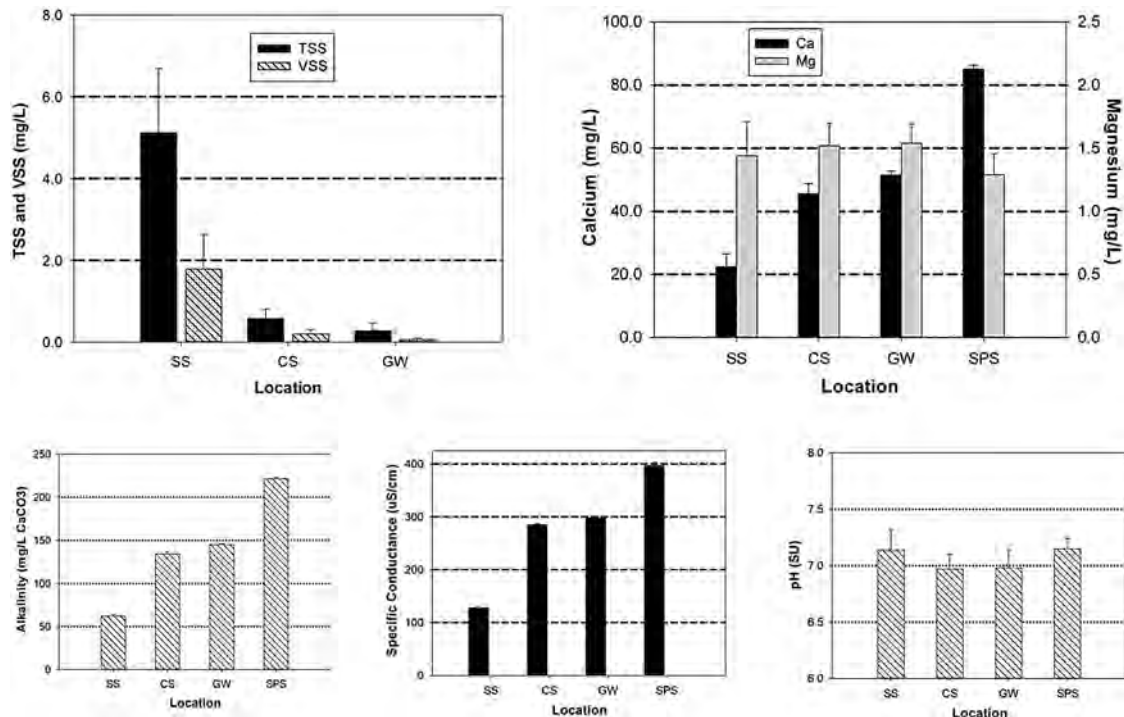 TSS and VSS (mg/L)
8.0
6.0
4.0
2.0
0.0
TSS
VSS
SS CS GW
Location
Calcium (mg/L)
100.0
80.0
60.0
40.0
20.0
0.0
Ca
Mg
2.5
2.0
1.5
1.0
0.5
0.0
Magnesium (mg/L)
SS CS GW SPS
Location
Alkalinity (mg/L CaCO3)
250
200
150
100
50
0
SS CS GW SPS
Location
Specific Conductance (uS/cm)
400
300
200
100
0
SS CS GW SPS
Location
pH (SU)
8.0
7.5
7.0
6.5
6.0
SS CS GW SPS
Location